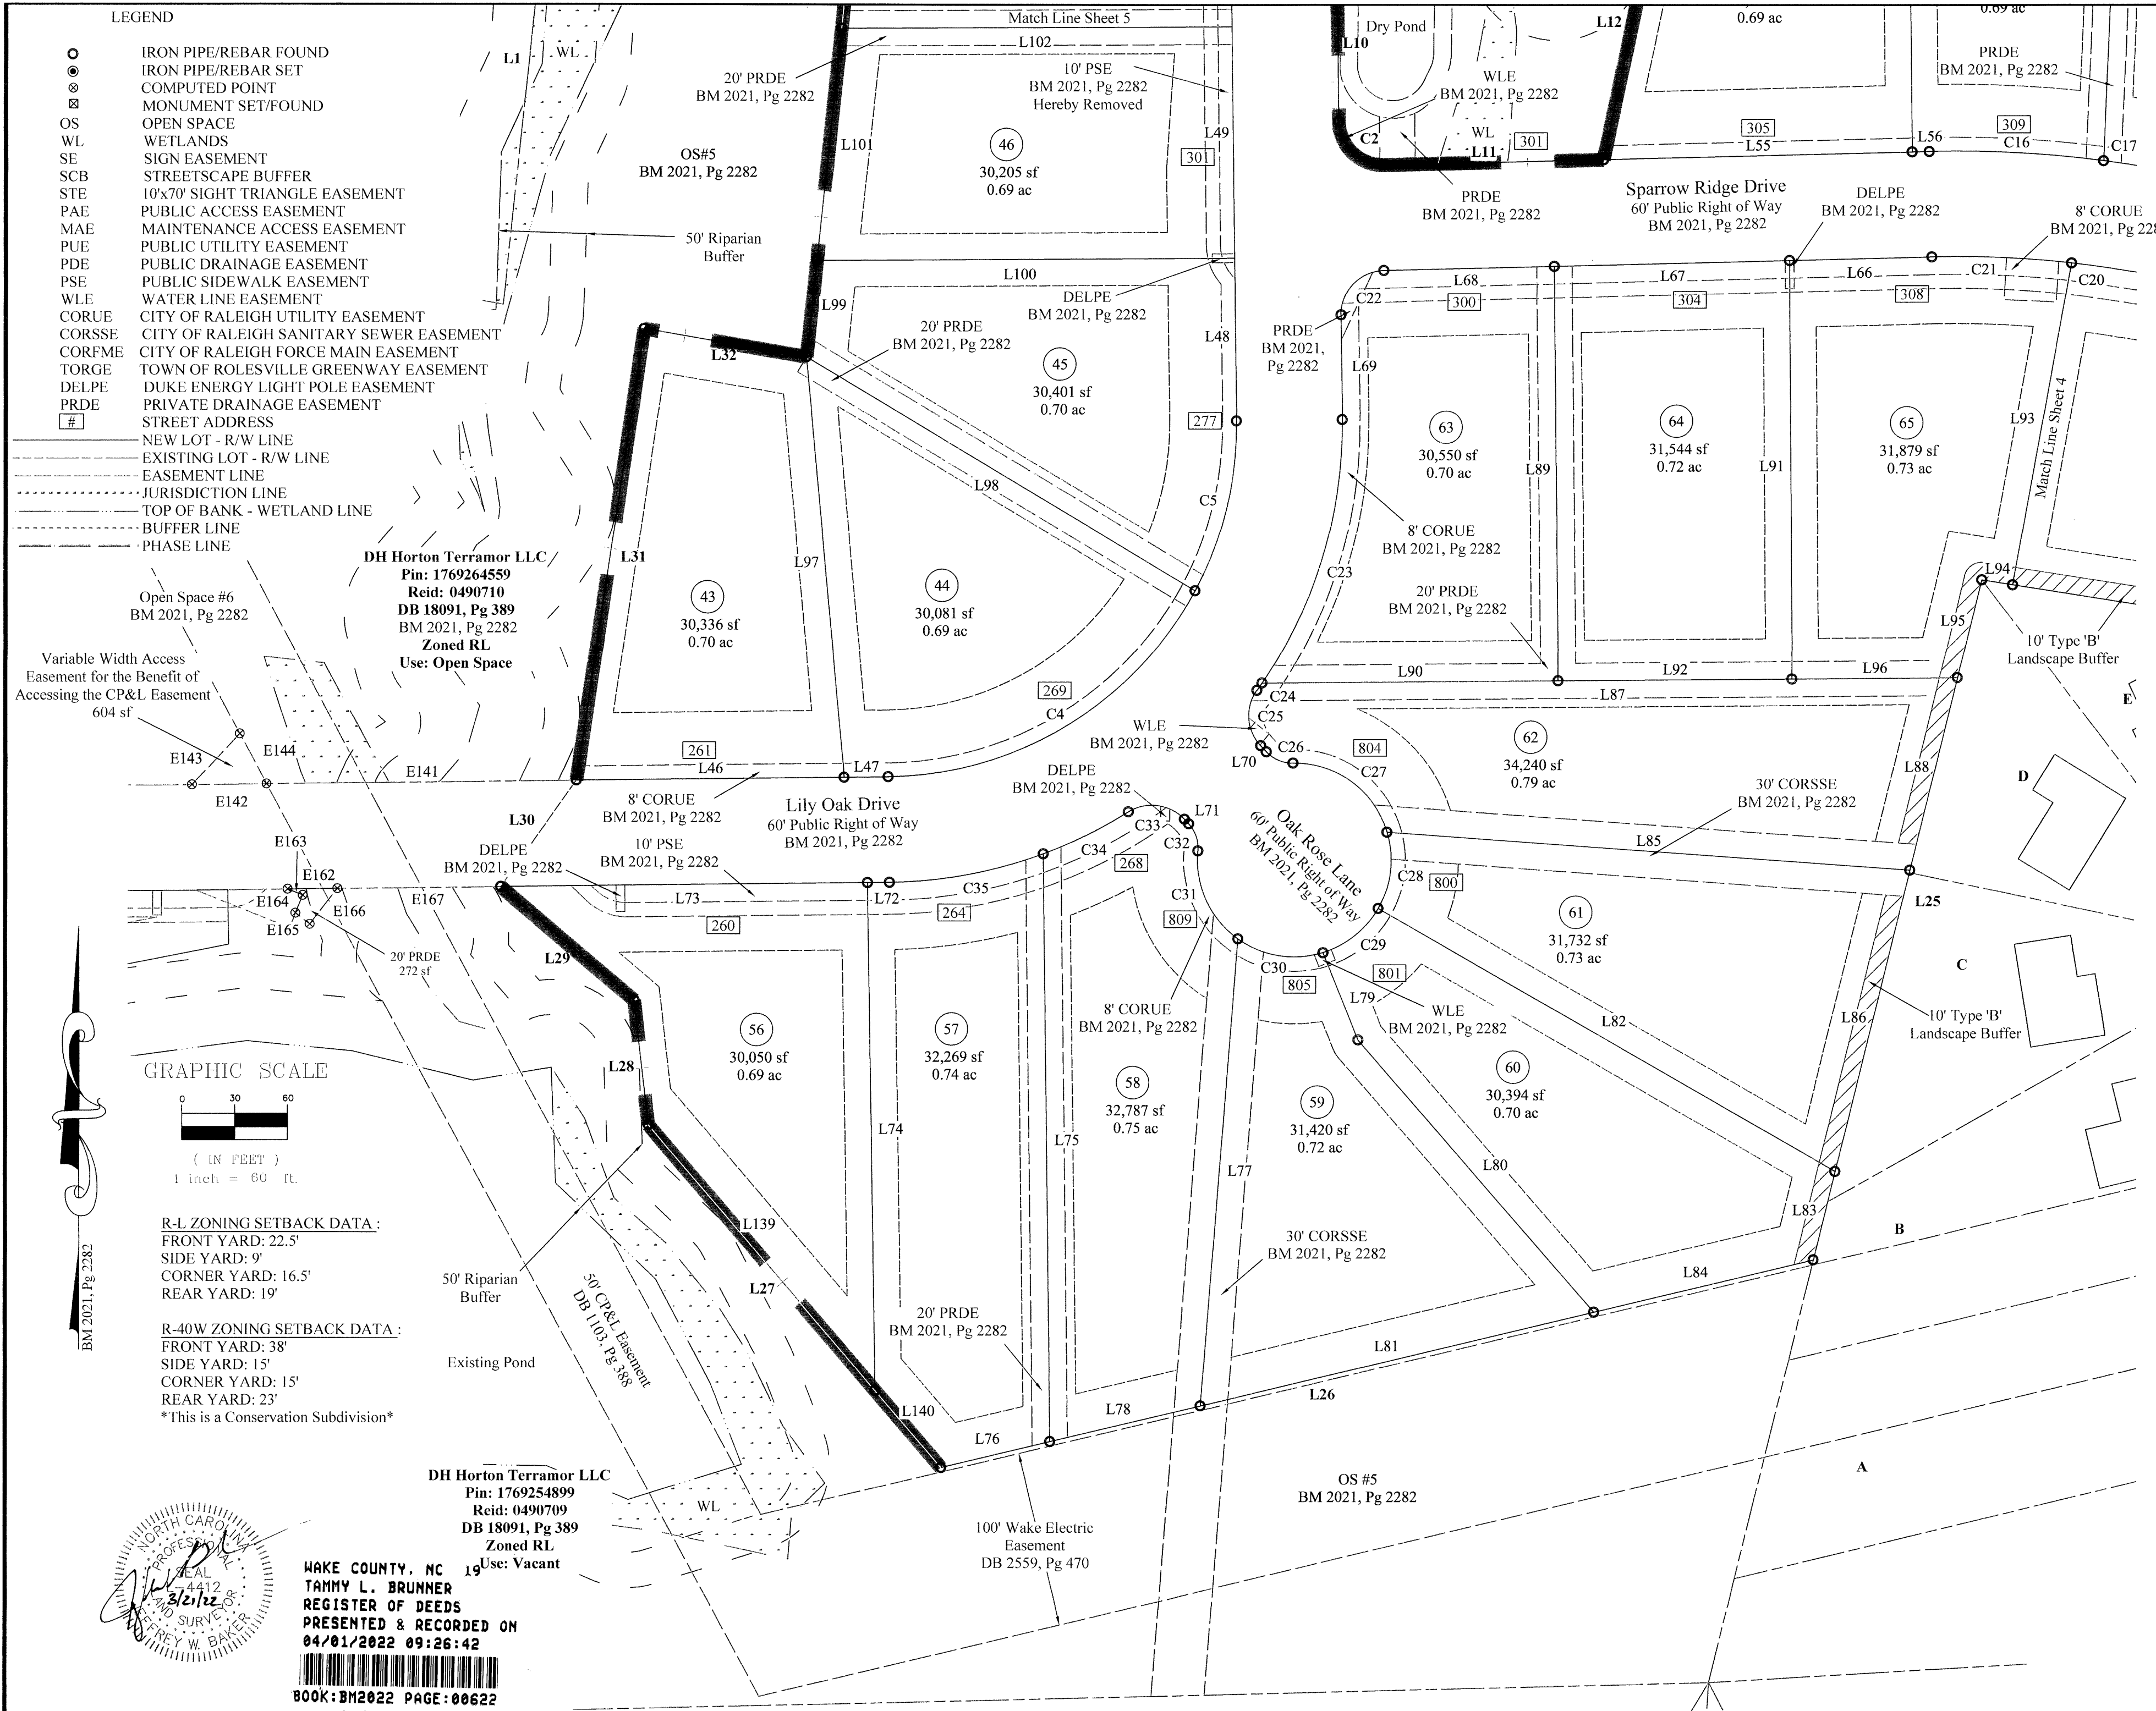 LEGEND
IRON PIPE/REBAR FOUND
IRON PIPE/REBAR SET
COMPUTED POINT
MONUMENT SET/FOUND
OS OPEN SPACE
WL WETLANDS
SE SIGN EASEMENT
SCB STREETSCAPE BUFFER
STE 10'x70' SIGHT TRIANGLE EASEMENT
PAE PUBLIC ACCESS EASEMENT
MAE MAINTENANCE ACCESS EASEMENT
PUE PUBLIC UTILITY EASEMENT
PDE PUBLIC DRAINAGE EASEMENT
PSE PUBLIC SIDEWALK EASEMENT
WLE WATER LINE EASEMENT
CORUE CITY OF RALEIGH UTILITY EASEMENT
CORSSE CITY OF RALEIGH SANITARY SEWER EASEMENT
CORFME CITY OF RALEIGH FORCE MAIN EASEMENT
TORGE TOWN OF ROLESVILLE GREENWAY EASEMENT
DELPE DUKE ENERGY LIGHT POLE EASEMENT
PRDE PRIVATE DRAINAGE EASEMENT
# STREET ADDRESS
NEW LOT - R/W LINE
EXISTING LOT - R/W LINE
EASEMENT LINE
JURISDICTION LINE
TOP OF BANK - WETLAND LINE
BUFFER LINE
PHASE LINE
L1
WL
Match Line Sheet 5
L102
20' PRDE
BM 2021, Pg 2282
10' PSE
BM 2021, Pg 2282
Hereby Removed
L49
301
L101
46
30,205 sf
0.69 ac
OS#5
BM 2021, Pg 2282
50' Riparian
Buffer
L100
L99
DELPE
BM 2021, Pg 2282
L48
20' PRDE
BM 2021, Pg 2282
45
30,401 sf
0.70 ac
277
L32
L98
C5
L10
Dry Pond
L12
0.69 ac
0.69 ac
WLE
BM 2021, Pg 2282
PRDE
BM 2021, Pg 2282
C2
WL
L11
301
305
L55
L56
309
C16
C17
PRDE
BM 2021, Pg 2282
Sparrow Ridge Drive
60' Public Right of Way
BM 2021, Pg 2282
DELPE
BM 2021, Pg 2282
8' CORUE
BM 2021, Pg 228
L68
L67
L66
C21
C20
C22
300
304
308
PRDE
BM 2021,
Pg 2282
L69
63
30,550 sf
0.70 ac
L89
64
31,544 sf
0.72 ac
L91
65
31,879 sf
0.73 ac
L93
Match Line Sheet 4
8' CORUE
BM 2021, Pg 2282
C23
20' PRDE
BM 2021, Pg 2282
L94
L95
10' Type 'B'
Landscape Buffer
L90
L92
L96
L87
E
DH Horton Terramor LLC
Pin: 1769264559
Reid: 0490710
DB 18091, Pg 389
BM 2021, Pg 2282
Zoned RL
Use: Open Space
L31
L97
43
30,336 sf
0.70 ac
44
30,081 sf
0.69 ac
269
C4
Open Space #6
BM 2021, Pg 2282
Variable Width Access
Easement for the Benefit of
Accessing the CP&L Easement
604 sf
E143
E144
E142
E141
261
L46
L47
L30
8' CORUE
BM 2021, Pg 2282
Lily Oak Drive
60' Public Right of Way
BM 2021, Pg 2282
WLE
BM 2021, Pg 2282
C24
C25
C26
L70
804
C27
62
34,240 sf
0.79 ac
30' CORSSE
BM 2021, Pg 2282
L88
D
DELPE
BM 2021, Pg 2282
L71
C33
C32
C34
268
Oak Rose Lane
60' Public Right of Way
BM 2021, Pg 2282
L85
C28
800
L25
E163
E162
E164
E165
E166
E167
20' PRDE
272 sf
DELPE
BM 2021, Pg 2282
10' PSE
BM 2021, Pg 2282
L73
L72
C35
260
264
C31
809
C30
C29
805
801
61
31,732 sf
0.73 ac
C
L29
L28
8' CORUE
BM 2021, Pg 2282
L79
WLE
BM 2021, Pg 2282
L82
L86
10' Type 'B'
Landscape Buffer
GRAPHIC SCALE
0 30 60
( IN FEET )
1 inch = 60 ft.
56
30,050 sf
0.69 ac
57
32,269 sf
0.74 ac
58
32,787 sf
0.75 ac
59
31,420 sf
0.72 ac
60
30,394 sf
0.70 ac
L74
L75
L77
L80
L83
B
L84
BM 2021, Pg 2282
R-L ZONING SETBACK DATA :
FRONT YARD: 22.5'
SIDE YARD: 9'
CORNER YARD: 16.5'
REAR YARD: 19'
R-40W ZONING SETBACK DATA :
FRONT YARD: 38'
SIDE YARD: 15'
CORNER YARD: 15'
REAR YARD: 23'
*This is a Conservation Subdivision*
50' Riparian
Buffer
L139
L27
50' CP&L Easement
DB 1103, Pg 388
Existing Pond
20' PRDE
BM 2021, Pg 2282
30' CORSSE
BM 2021, Pg 2282
L81
L26
L140
L76
L78
A
OS #5
BM 2021, Pg 2282
DH Horton Terramor LLC
Pin: 1769254899
Reid: 0490709
DB 18091, Pg 389
Zoned RL
Use: Vacant
WL
100' Wake Electric
Easement
DB 2559, Pg 470
NORTH CAROLINA
PROFESSIONAL
SEAL
L-4412
3/21/22
LAND SURVEYOR
JEFFREY W. BAKER
WAKE COUNTY, NC 19
TAMMY L. BRUNNER
REGISTER OF DEEDS
PRESENTED & RECORDED ON
04/01/2022 09:26:42
BOOK:BM2022 PAGE:00622